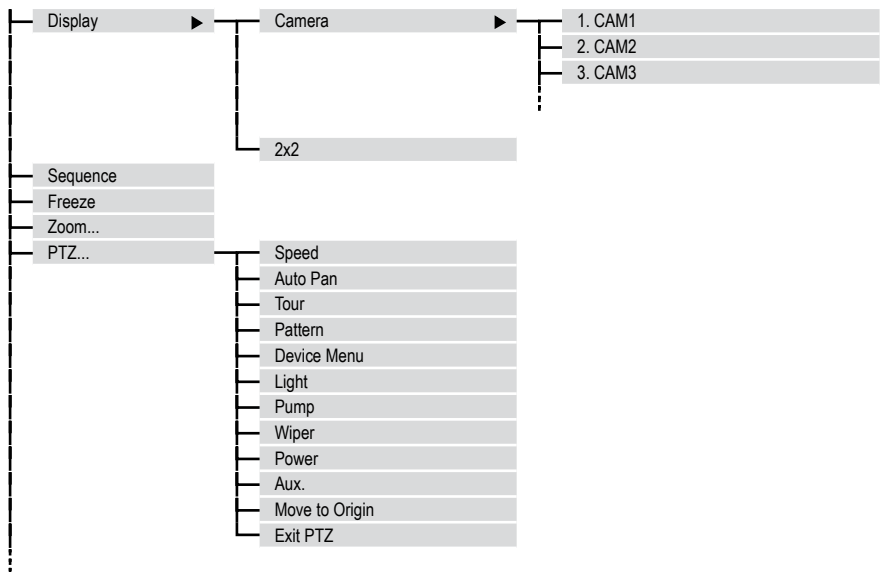 Display ▶ Camera ▶ 1. CAM1
2. CAM2
3. CAM3
2x2
Sequence
Freeze
Zoom...
PTZ... Speed
Auto Pan
Tour
Pattern
Device Menu
Light
Pump
Wiper
Power
Aux.
Move to Origin
Exit PTZ